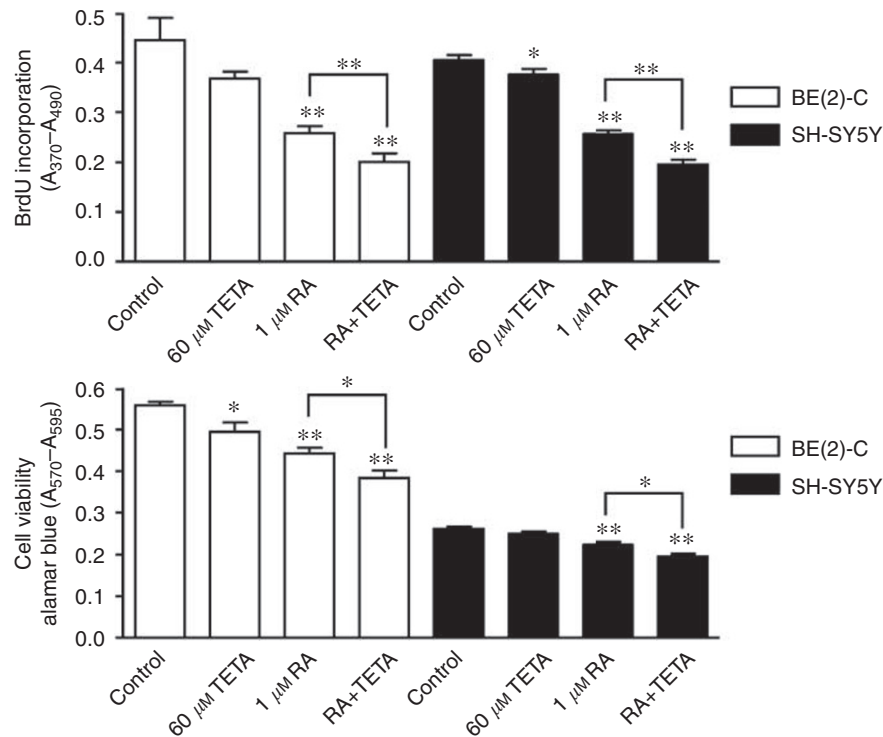 BrdU incorporation
(A370–A490)
0.5
0.4
0.3
0.2
0.1
0.0
**
**
**
*
**
**
**
Control
60 μM TETA
1 μM RA
RA+TETA
Control
60 μM TETA
1 μM RA
RA+TETA
BE(2)-C
SH-SY5Y
Cell viability
alamar blue (A570–A595)
0.6
0.5
0.4
0.3
0.2
0.1
0.0
*
**
*
**
**
*
**
Control
60 μM TETA
1 μM RA
RA+TETA
Control
60 μM TETA
1 μM RA
RA+TETA
BE(2)-C
SH-SY5Y